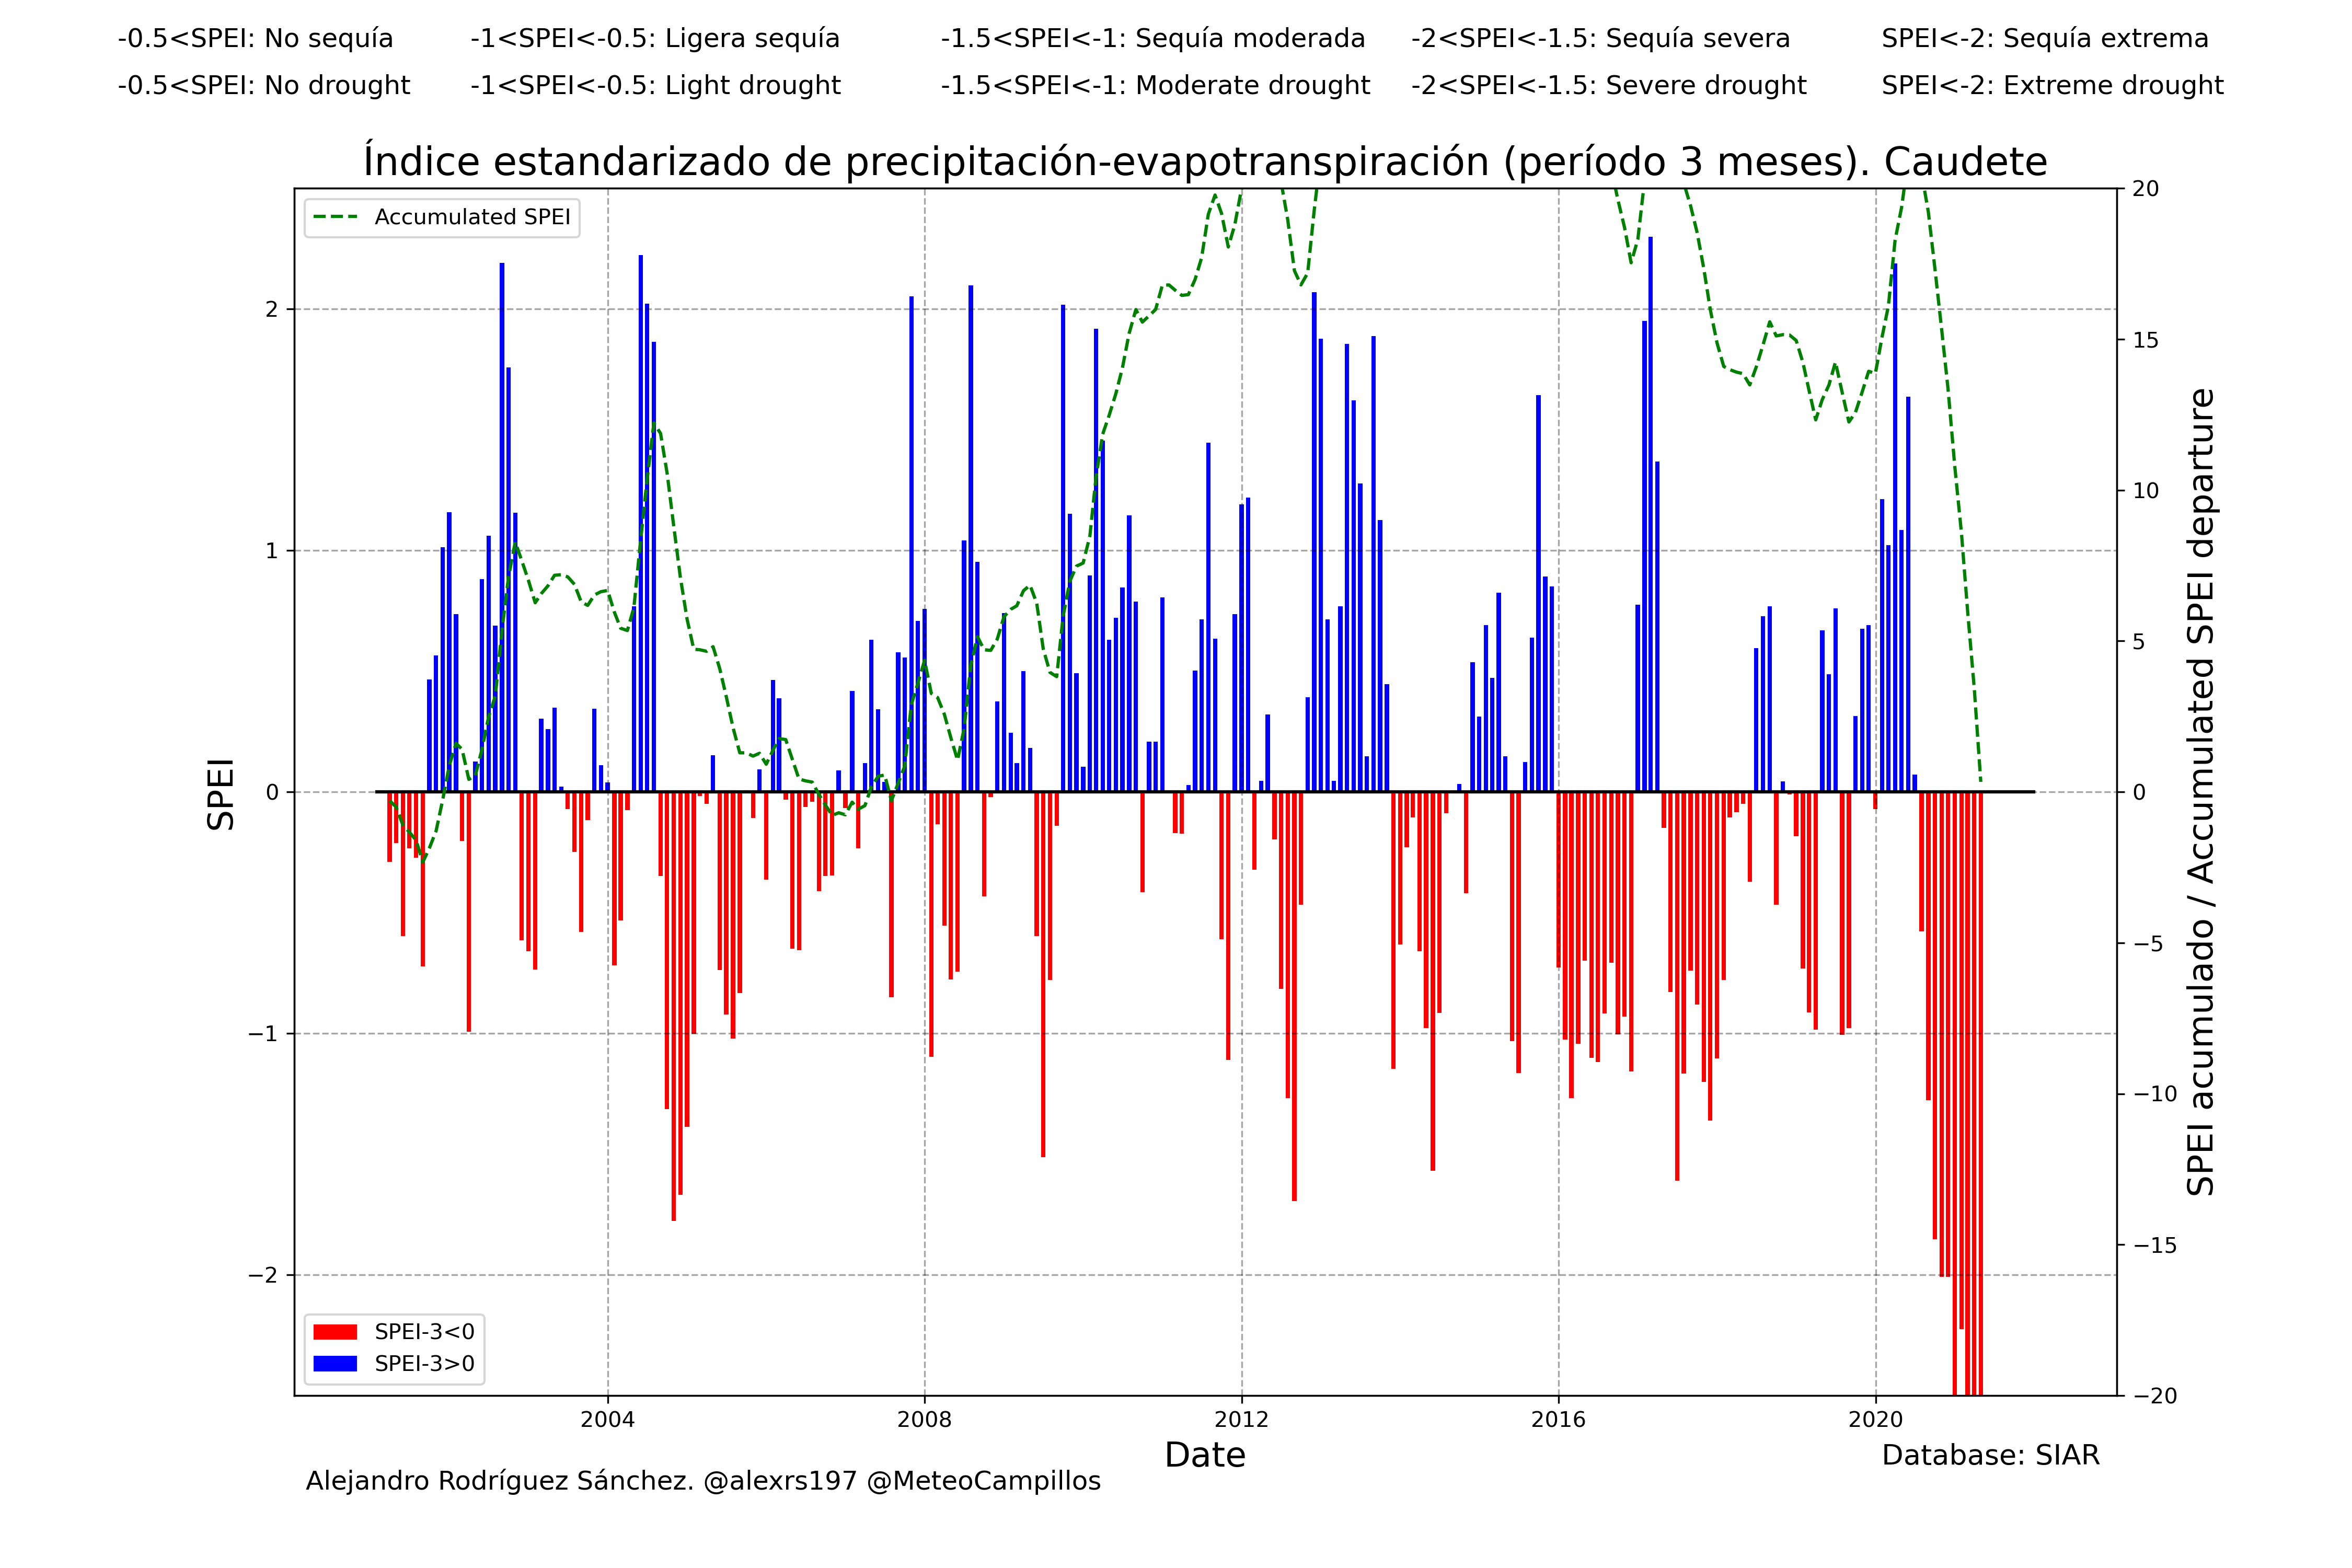 -0.5<SPEI: No sequía -1<SPEI<-0.5: Ligera sequía -1.5<SPEI<-1: Sequía moderada -2<SPEI<-1.5: Sequía severa SPEI<-2: Sequía extrema
-0.5<SPEI: No drought -1<SPEI<-0.5: Light drought -1.5<SPEI<-1: Moderate drought -2<SPEI<-1.5: Severe drought SPEI<-2: Extreme drought
Índice estandarizado de precipitación-evapotranspiración (período 3 meses). Caudete
Accumulated SPEI
SPEI
2
1
0
−1
−2
20
15
10
5
0
−5
−10
−15
−20
SPEI acumulado / Accumulated SPEI departure
SPEI-3<0
SPEI-3>0
2004 2008 2012 2016 2020
Date
Database: SIAR
Alejandro Rodríguez Sánchez. @alexrs197 @MeteoCampillos